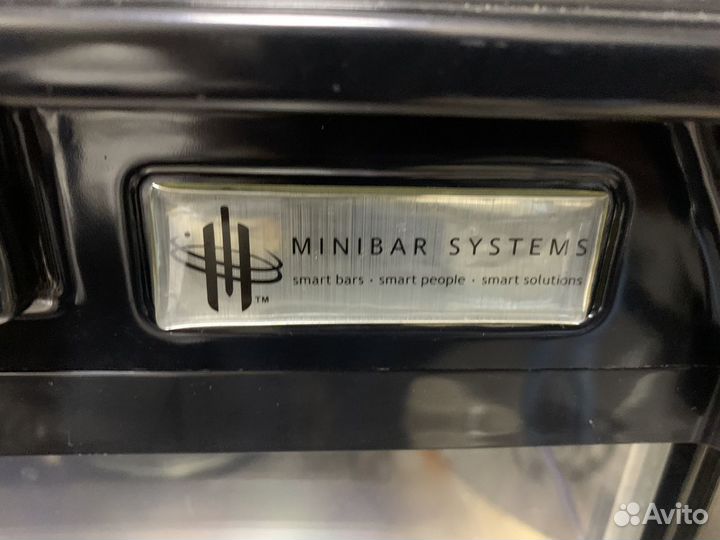 MINIBAR SYSTEMS
smart bars · smart people · smart solutions
TM
Avito